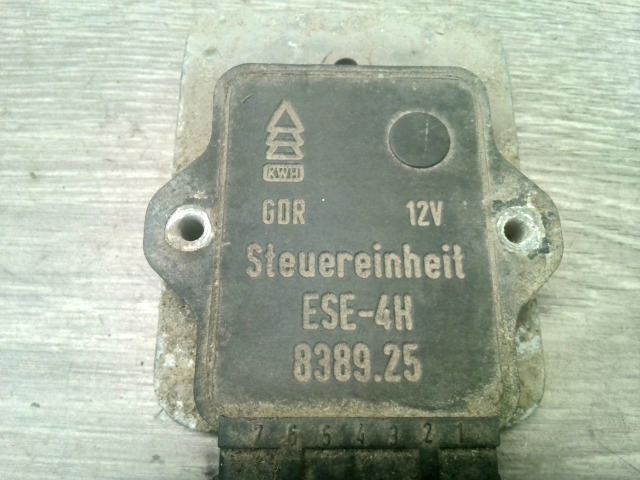 KWH
GDR 12V
Steuereinheit
ESE-4H
8389.25
7 6 5 4 3 2 1